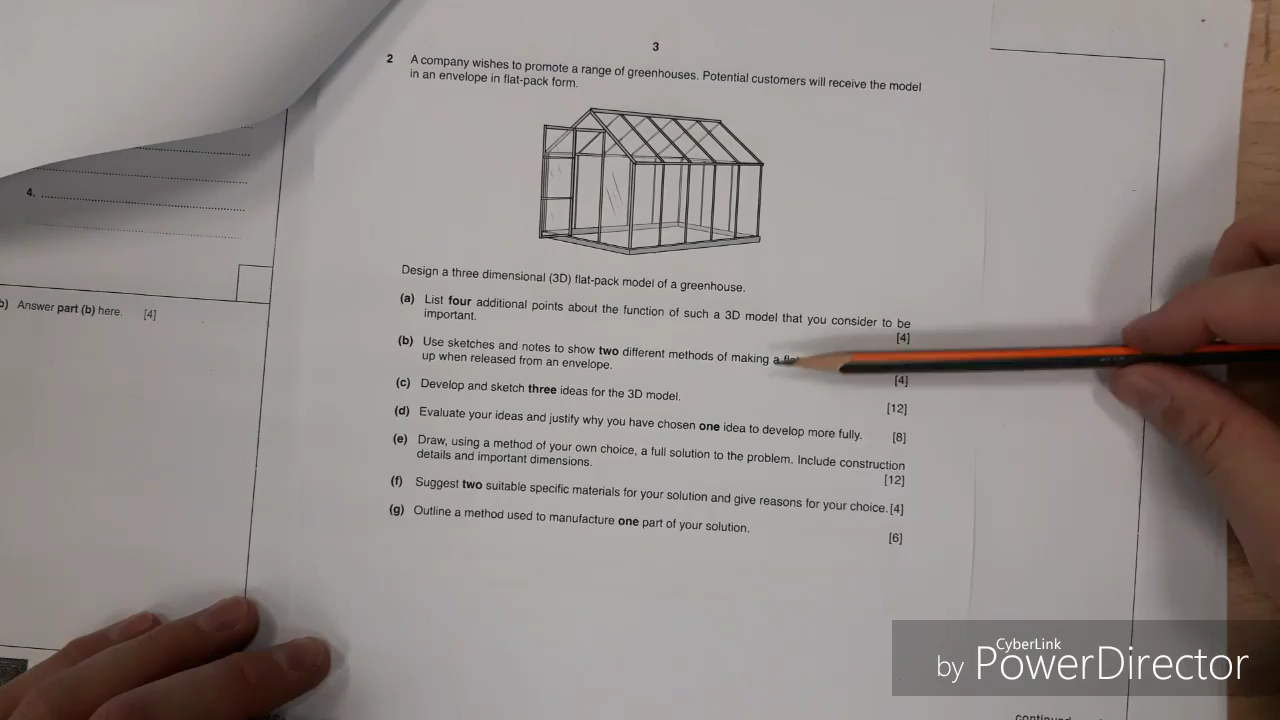 3
2 A company wishes to promote a range of greenhouses. Potential customers will receive the model
in an envelope in flat-pack form.
Design a three dimensional (3D) flat-pack model of a greenhouse.
(a) List four additional points about the function of such a 3D model that you consider to be
important. [4]
(b) Use sketches and notes to show two different methods of making a
up when released from an envelope. [4]
(c) Develop and sketch three ideas for the 3D model. [12]
(d) Evaluate your ideas and justify why you have chosen one idea to develop more fully. [8]
(e) Draw, using a method of your own choice, a full solution to the problem. Include construction
details and important dimensions. [12]
(f) Suggest two suitable specific materials for your solution and give reasons for your choice. [4]
(g) Outline a method used to manufacture one part of your solution. [6]
4.
Answer part (b) here. [4]
CyberLink
by PowerDirector